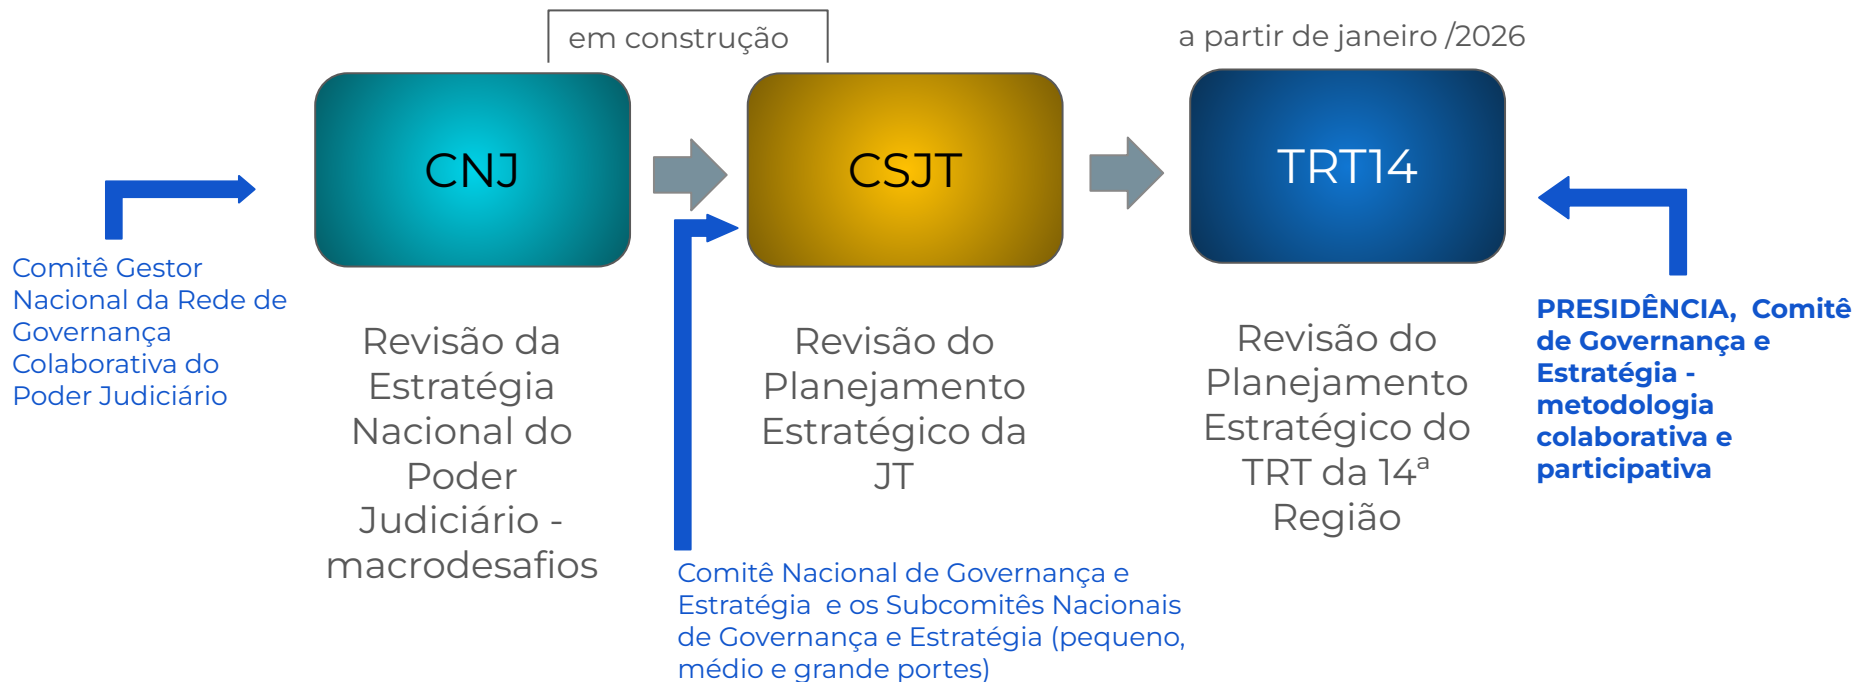 em construção
a partir de janeiro /2026
CNJ
CSJT
TRT14
Comitê Gestor
Nacional da Rede de
Governança
Colaborativa do
Poder Judiciário
Revisão da
Estratégia
Nacional do
Poder
Judiciário -
macrodesafios
Revisão do
Planejamento
Estratégico da
JT
Comitê Nacional de Governança e
Estratégia e os Subcomitês Nacionais
de Governança e Estratégia (pequeno,
médio e grande portes)
Revisão do
Planejamento
Estratégico do
TRT da 14ª
Região
PRESIDÊNCIA, Comitê
de Governança e
Estratégia -
metodologia
colaborativa e
participativa